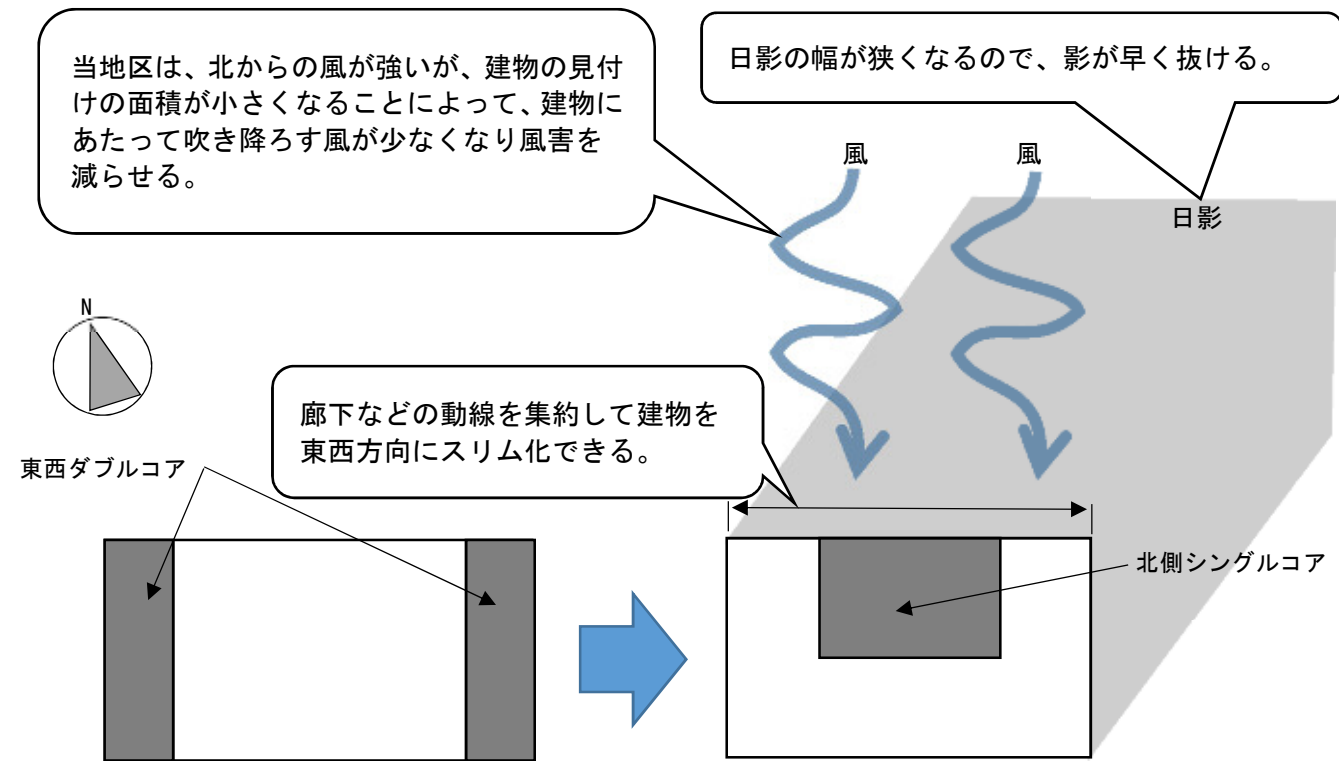 当地区は、北からの風が強いが、建物の見付
けの面積が小さくなることによって、建物に
あたって吹き降ろす風が少なくなり風害を
減らせる。
日影の幅が狭くなるので、影が早く抜ける。
風
風
日影
N
廊下などの動線を集約して建物を
東西方向にスリム化できる。
東西ダブルコア
北側シングルコア